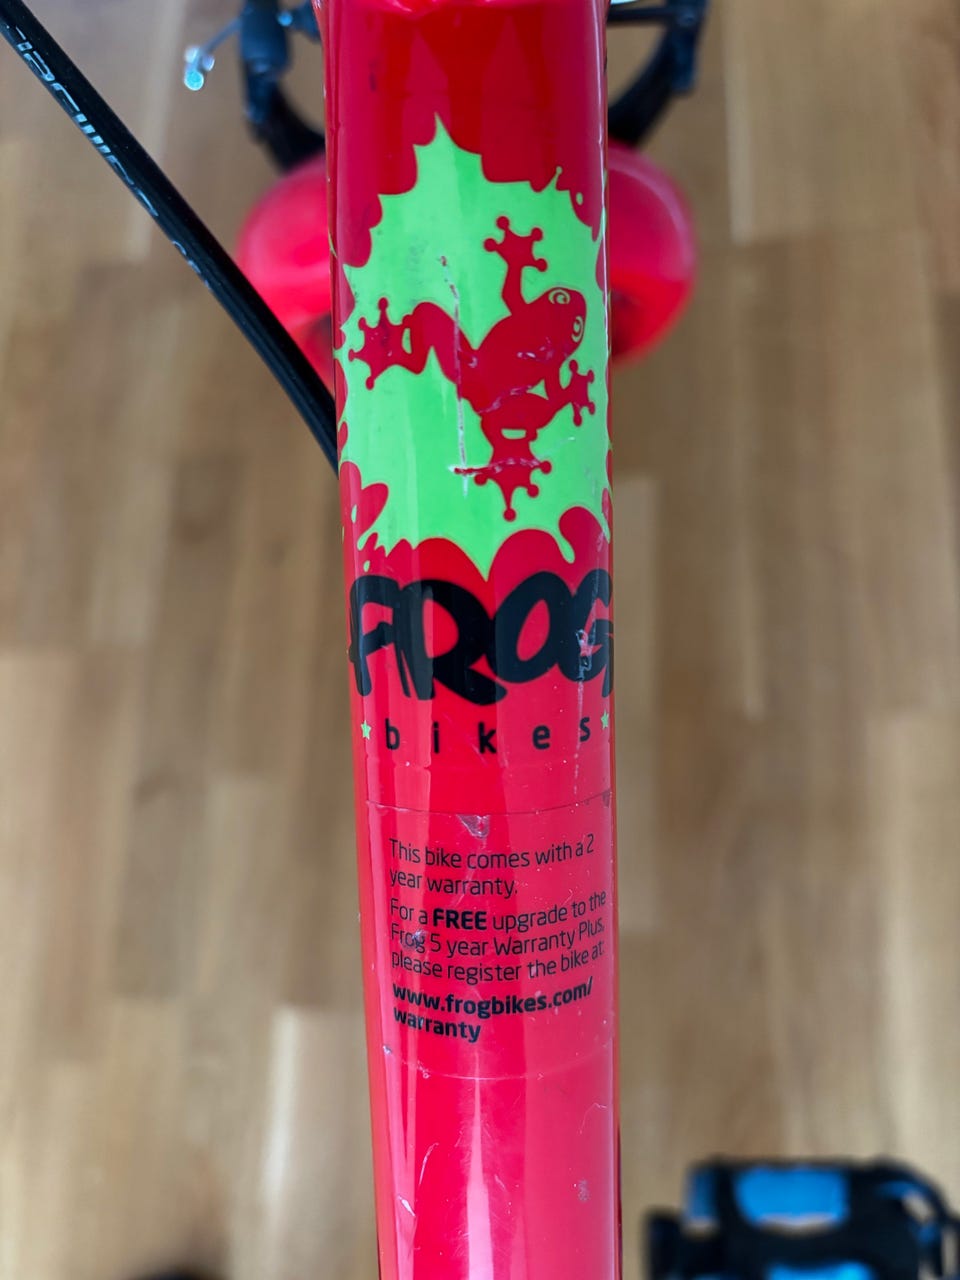 FROG
bikes
This bike comes with a 2
year warranty.
For a FREE upgrade to the
Frog 5 year Warranty Plus,
please register the bike at:
www.frogbikes.com/
warranty